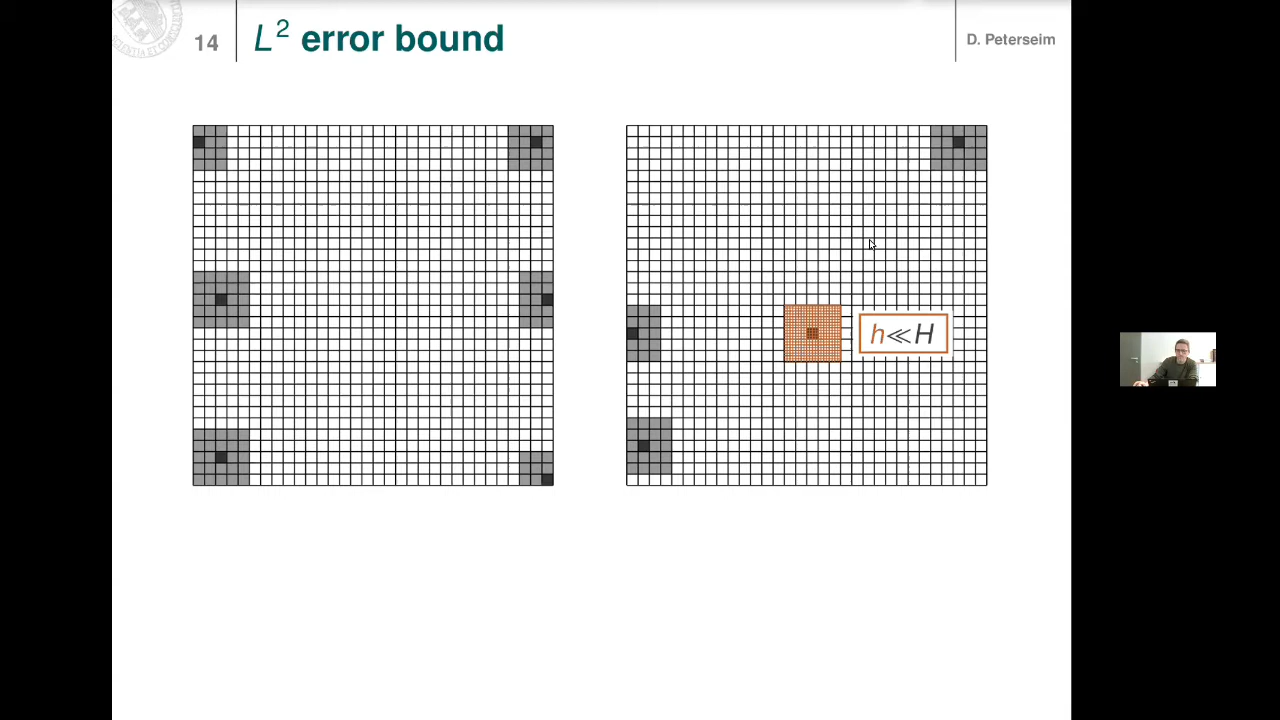 14
L² error bound
D. Peterseim
h≪H